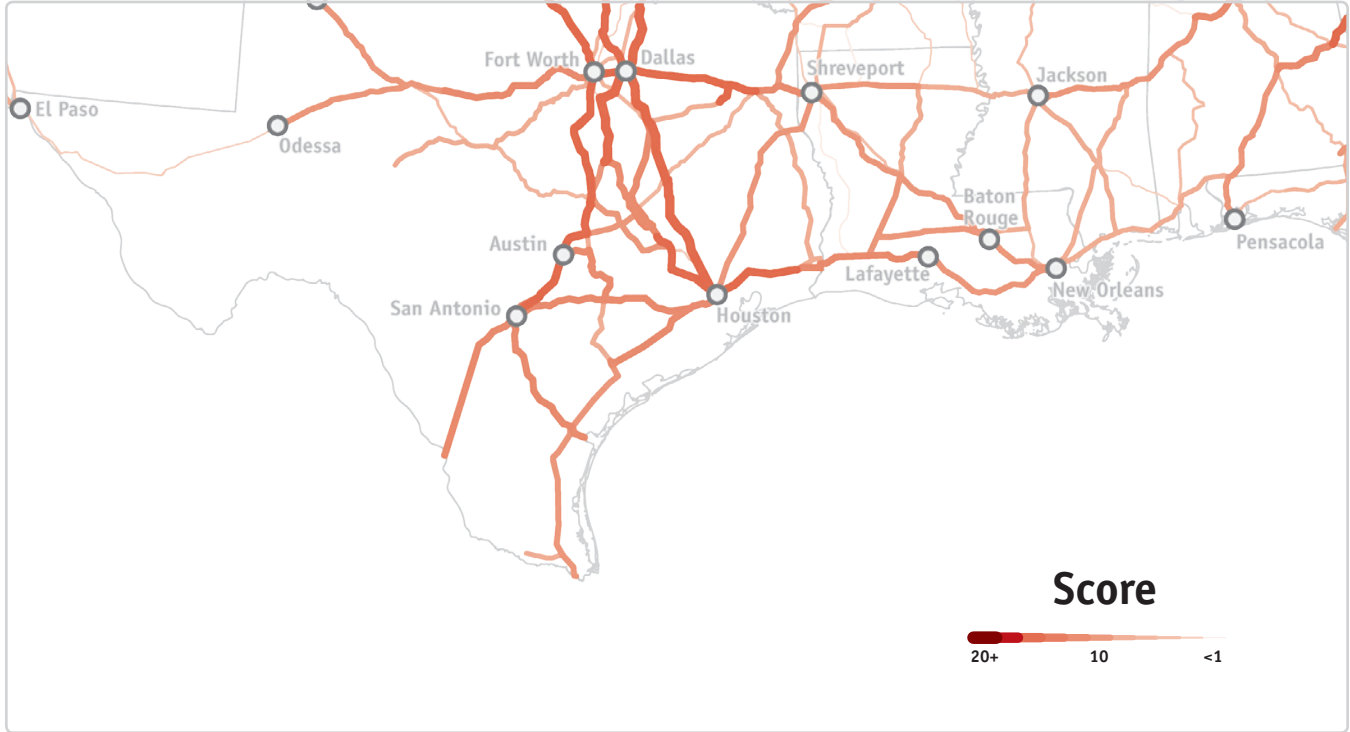 Fort Worth
Dallas
Shreveport
Jackson
El Paso
Odessa
Baton
Rouge
Austin
Pensacola
Lafayette
New Orleans
San Antonio
Houston
Score
20+ 10 <1